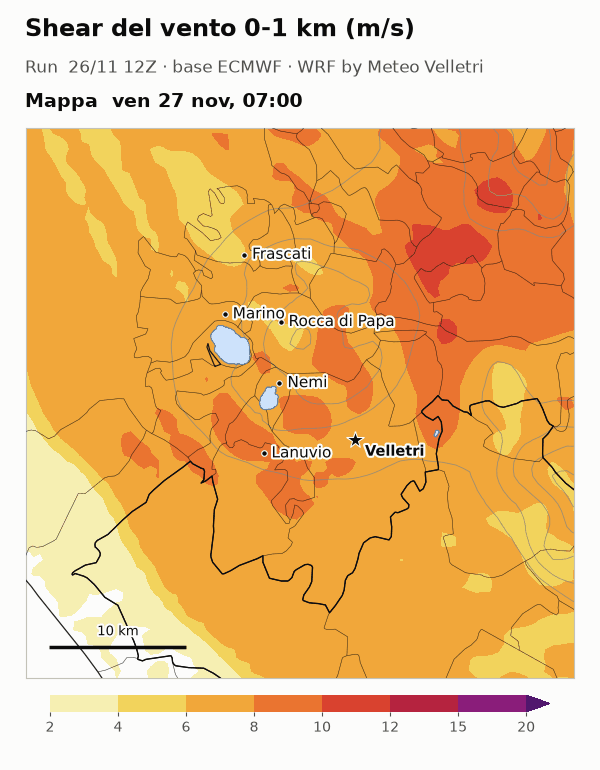 Shear del vento 0-1 km (m/s)
Run  26/11 12Z · base ECMWF · WRF by Meteo Velletri
Mappa  ven 27 nov, 07:00
Frascati
Marino
Rocca di Papa
Nemi
Velletri
Lanuvio
10 km
2 4 6 8 10 12 15 20